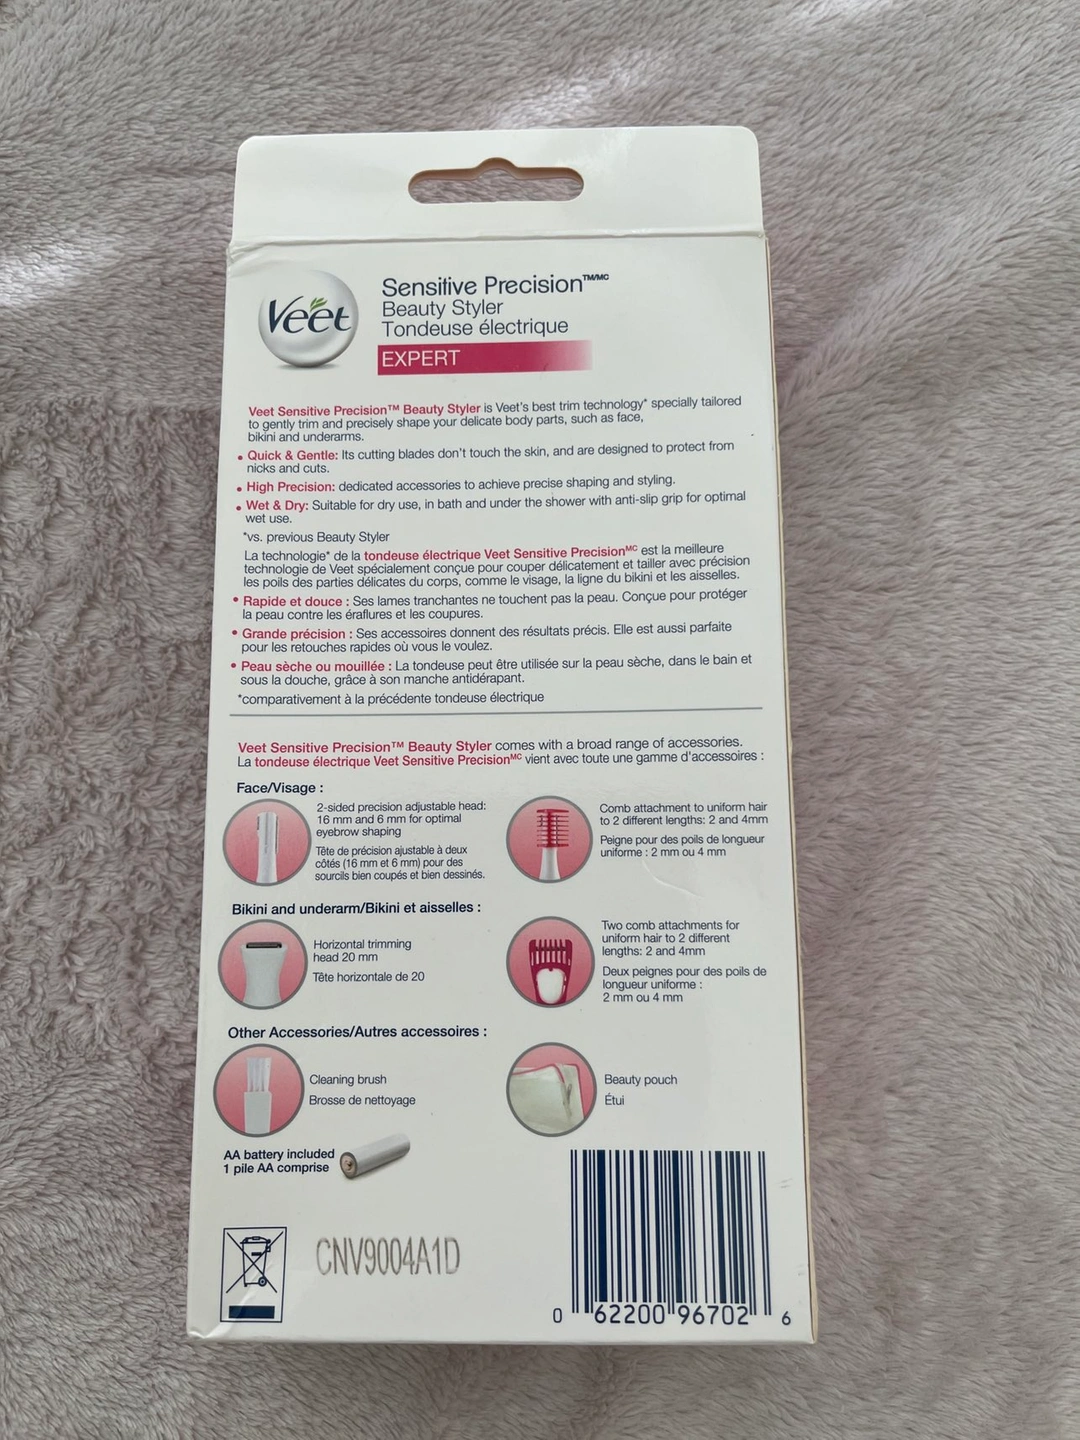 Veet
Sensitive Precision™/MC
Beauty Styler
Tondeuse électrique
EXPERT
Veet Sensitive Precision™ Beauty Styler is Veet's best trim technology* specially tailored
to gently trim and precisely shape your delicate body parts, such as face,
bikini and underarms.
• Quick & Gentle: Its cutting blades don't touch the skin, and are designed to protect from
nicks and cuts.
• High Precision: dedicated accessories to achieve precise shaping and styling.
• Wet & Dry: Suitable for dry use, in bath and under the shower with anti-slip grip for optimal
wet use.
*vs. previous Beauty Styler
La technologie* de la tondeuse électrique Veet Sensitive Precisionᴹᶜ est la meilleure
technologie de Veet spécialement conçue pour couper délicatement et tailler avec précision
les poils des parties délicates du corps, comme le visage, la ligne du bikini et les aisselles.
• Rapide et douce : Ses lames tranchantes ne touchent pas la peau. Conçue pour protéger
la peau contre les éraflures et les coupures.
• Grande précision : Ses accessoires donnent des résultats précis. Elle est aussi parfaite
pour les retouches rapides où vous le voulez.
• Peau sèche ou mouillée : La tondeuse peut être utilisée sur la peau sèche, dans le bain et
sous la douche, grâce à son manche antidérapant.
*comparativement à la précédente tondeuse électrique
Veet Sensitive Precision™ Beauty Styler comes with a broad range of accessories.
La tondeuse électrique Veet Sensitive Precisionᴹᶜ vient avec toute une gamme d'accessoires :
Face/Visage :
2-sided precision adjustable head:
16 mm and 6 mm for optimal
eyebrow shaping
Tête de précision ajustable à deux
côtés (16 mm et 6 mm) pour des
sourcils bien coupés et bien dessinés.
Comb attachment to uniform hair
to 2 different lengths: 2 and 4mm
Peigne pour des poils de longueur
uniforme : 2 mm ou 4 mm
Bikini and underarm/Bikini et aisselles :
Horizontal trimming
head 20 mm
Tête horizontale de 20
Two comb attachments for
uniform hair to 2 different
lengths: 2 and 4mm
Deux peignes pour des poils de
longueur uniforme :
2 mm ou 4 mm
Other Accessories/Autres accessoires :
Cleaning brush
Brosse de nettoyage
Beauty pouch
Étui
AA battery included
1 pile AA comprise
CNV9004A1D
0 62200 96702 6